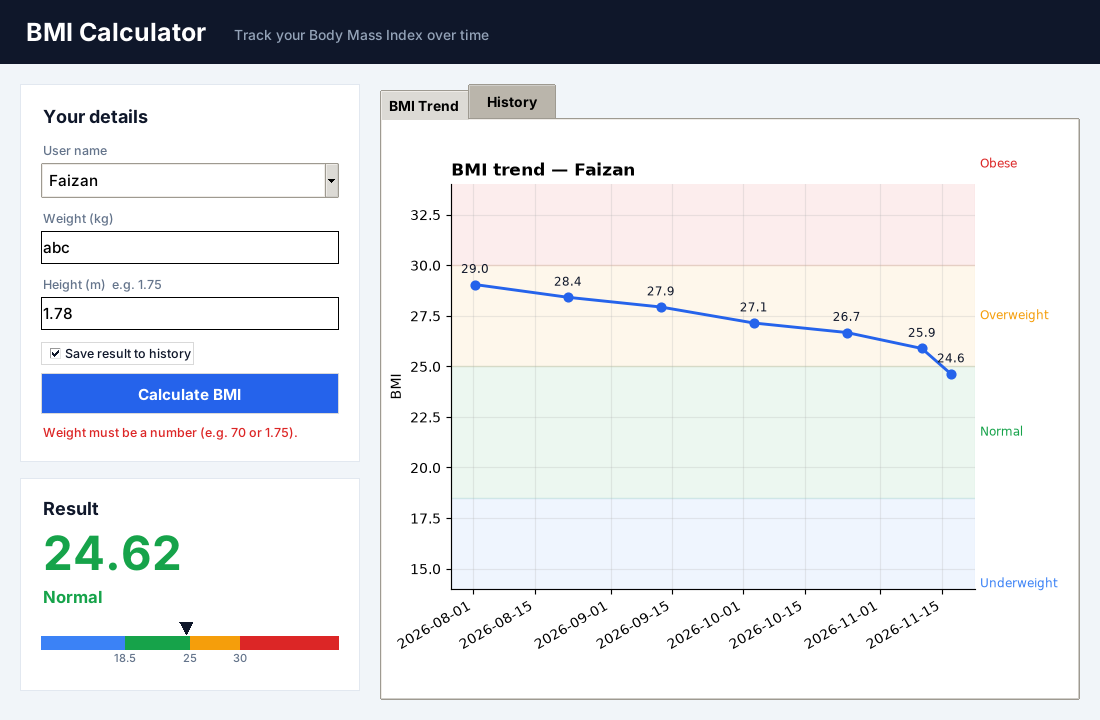 BMI Calculator Track your Body Mass Index over time
Your details
User name
Faizan
Weight (kg)
abc
Height (m) e.g. 1.75
1.78
Save result to history
Calculate BMI
Weight must be a number (e.g. 70 or 1.75).
Result
24.62
Normal
18.5 25 30
BMI Trend History
BMI trend — Faizan
Obese
32.5
30.0
27.5
25.0
22.5
20.0
17.5
15.0
BMI
29.0
28.4
27.9
27.1
26.7
25.9
24.6
Overweight
Normal
Underweight
2026-08-01
2026-08-15
2026-09-01
2026-09-15
2026-10-01
2026-10-15
2026-11-01
2026-11-15